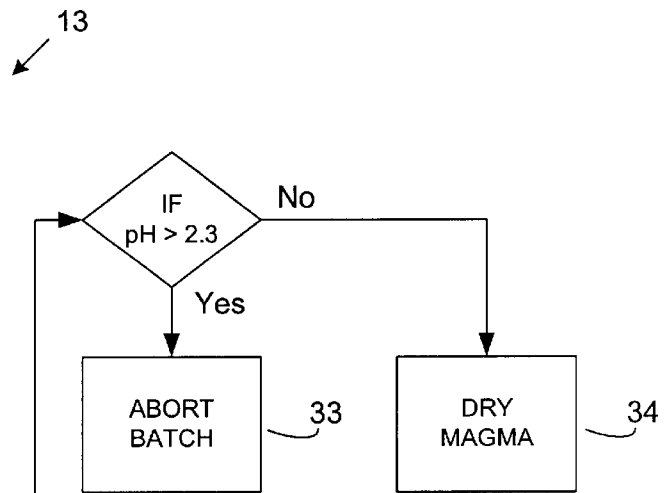 13
IF
pH > 2.3
No
Yes
ABORT
BATCH
33
DRY
MAGMA
34